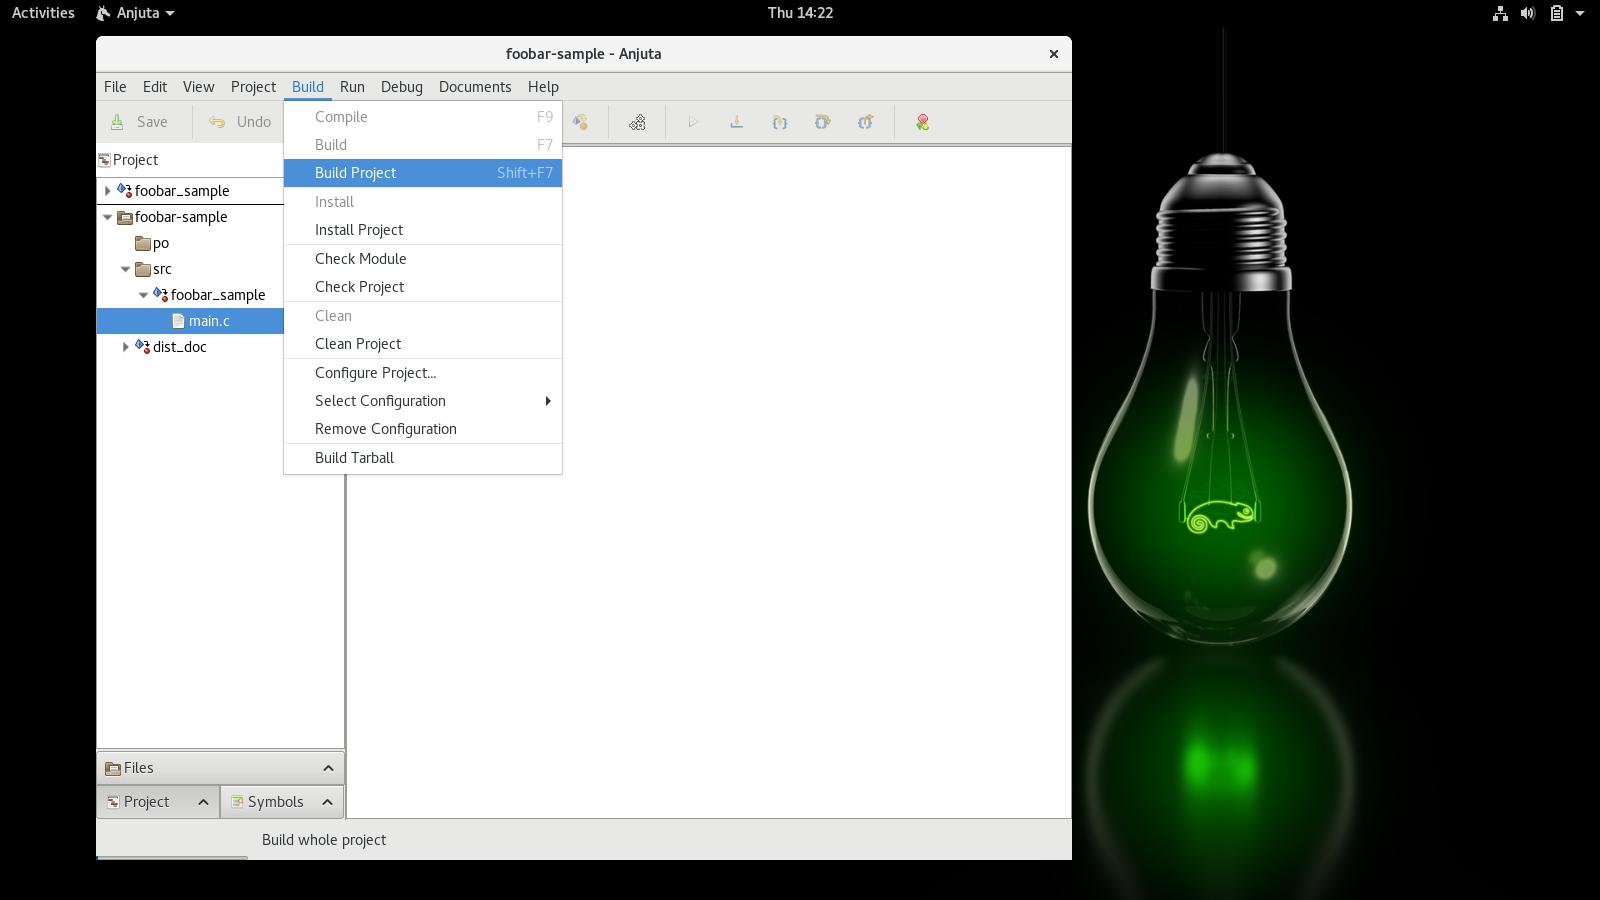 Activities Anjuta Thu 14:22
foobar-sample - Anjuta
File Edit View Project Build Run Debug Documents Help
Save Undo
Compile F9
Build F7
Build Project Shift+F7
Install
Install Project
Check Module
Check Project
Clean
Clean Project
Configure Project...
Select Configuration
Remove Configuration
Build Tarball
Project
foobar_sample
foobar-sample
po
src
foobar_sample
main.c
dist_doc
Files
Project Symbols
Build whole project